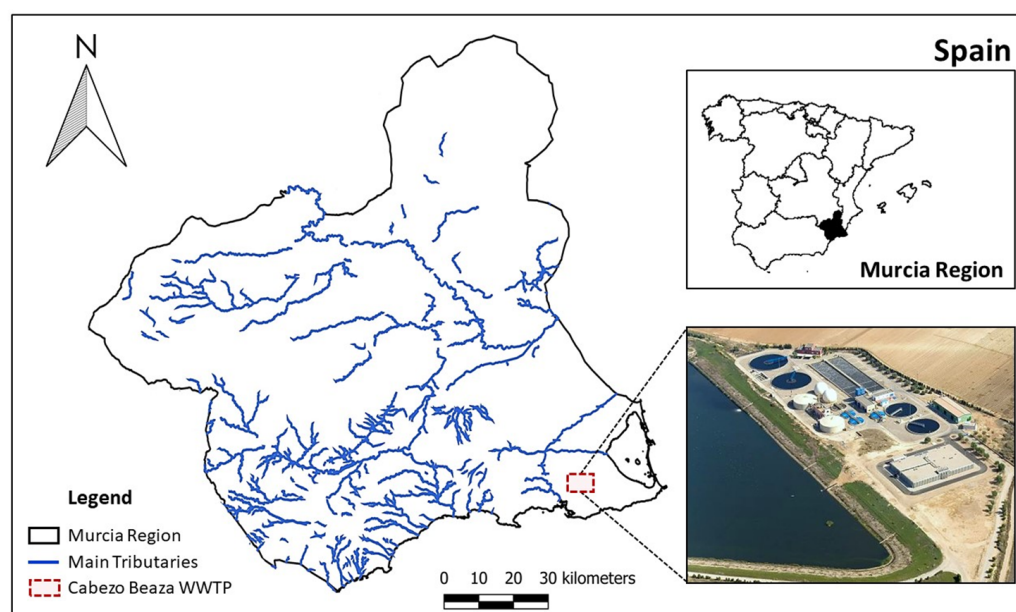 N
Spain
Murcia Region
Legend
Murcia Region
Main Tributaries
Cabezo Beaza WWTP
0 10 20 30 kilometers